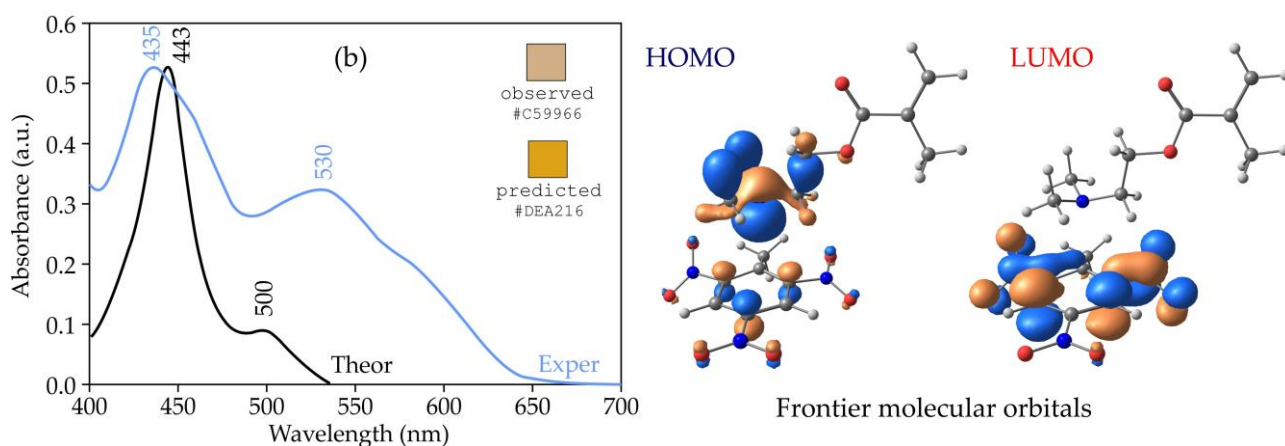 0.6
0.5
0.4
0.3
0.2
0.1
0.0
Absorbance (a.u.)
435
443
530
500
(b)
observed
#C59966
predicted
#DEA216
Theor
Exper
400 450 500 550 600 650 700
Wavelength (nm)
HOMO
LUMO
Frontier molecular orbitals